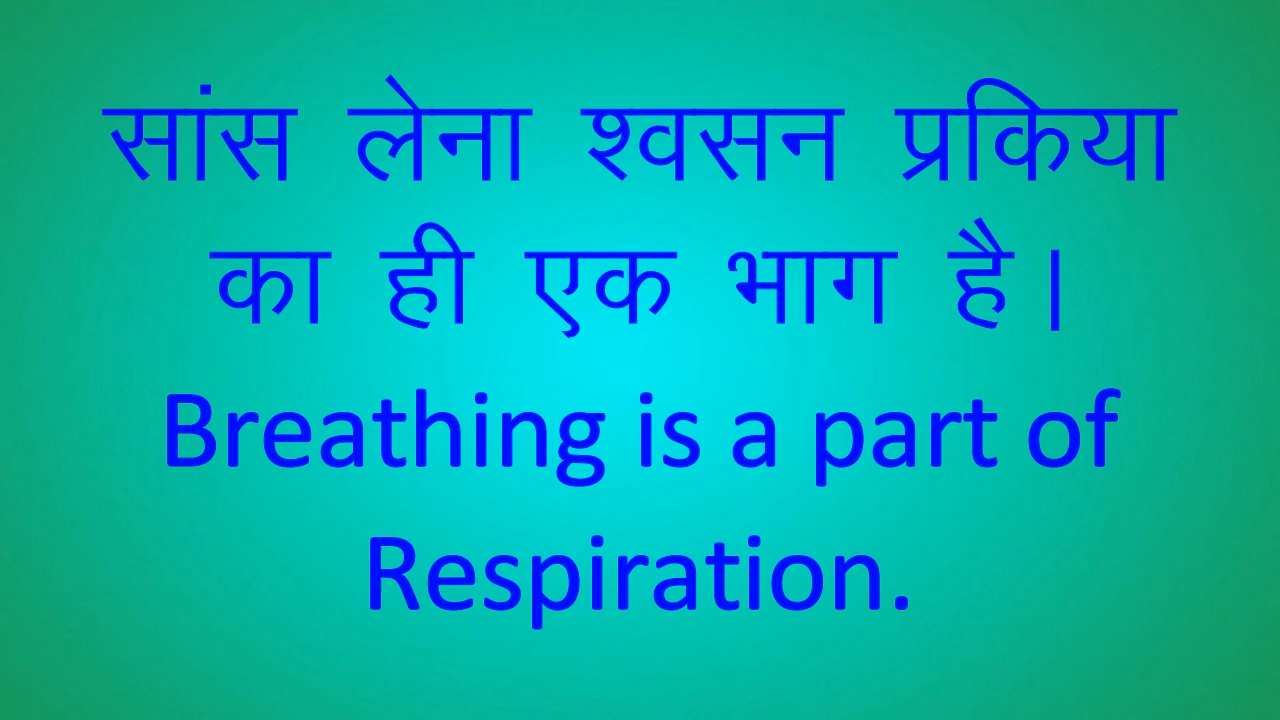 सांस लेना श्वसन प्रकिया
का ही एक भाग है।
Breathing is a part of
Respiration.